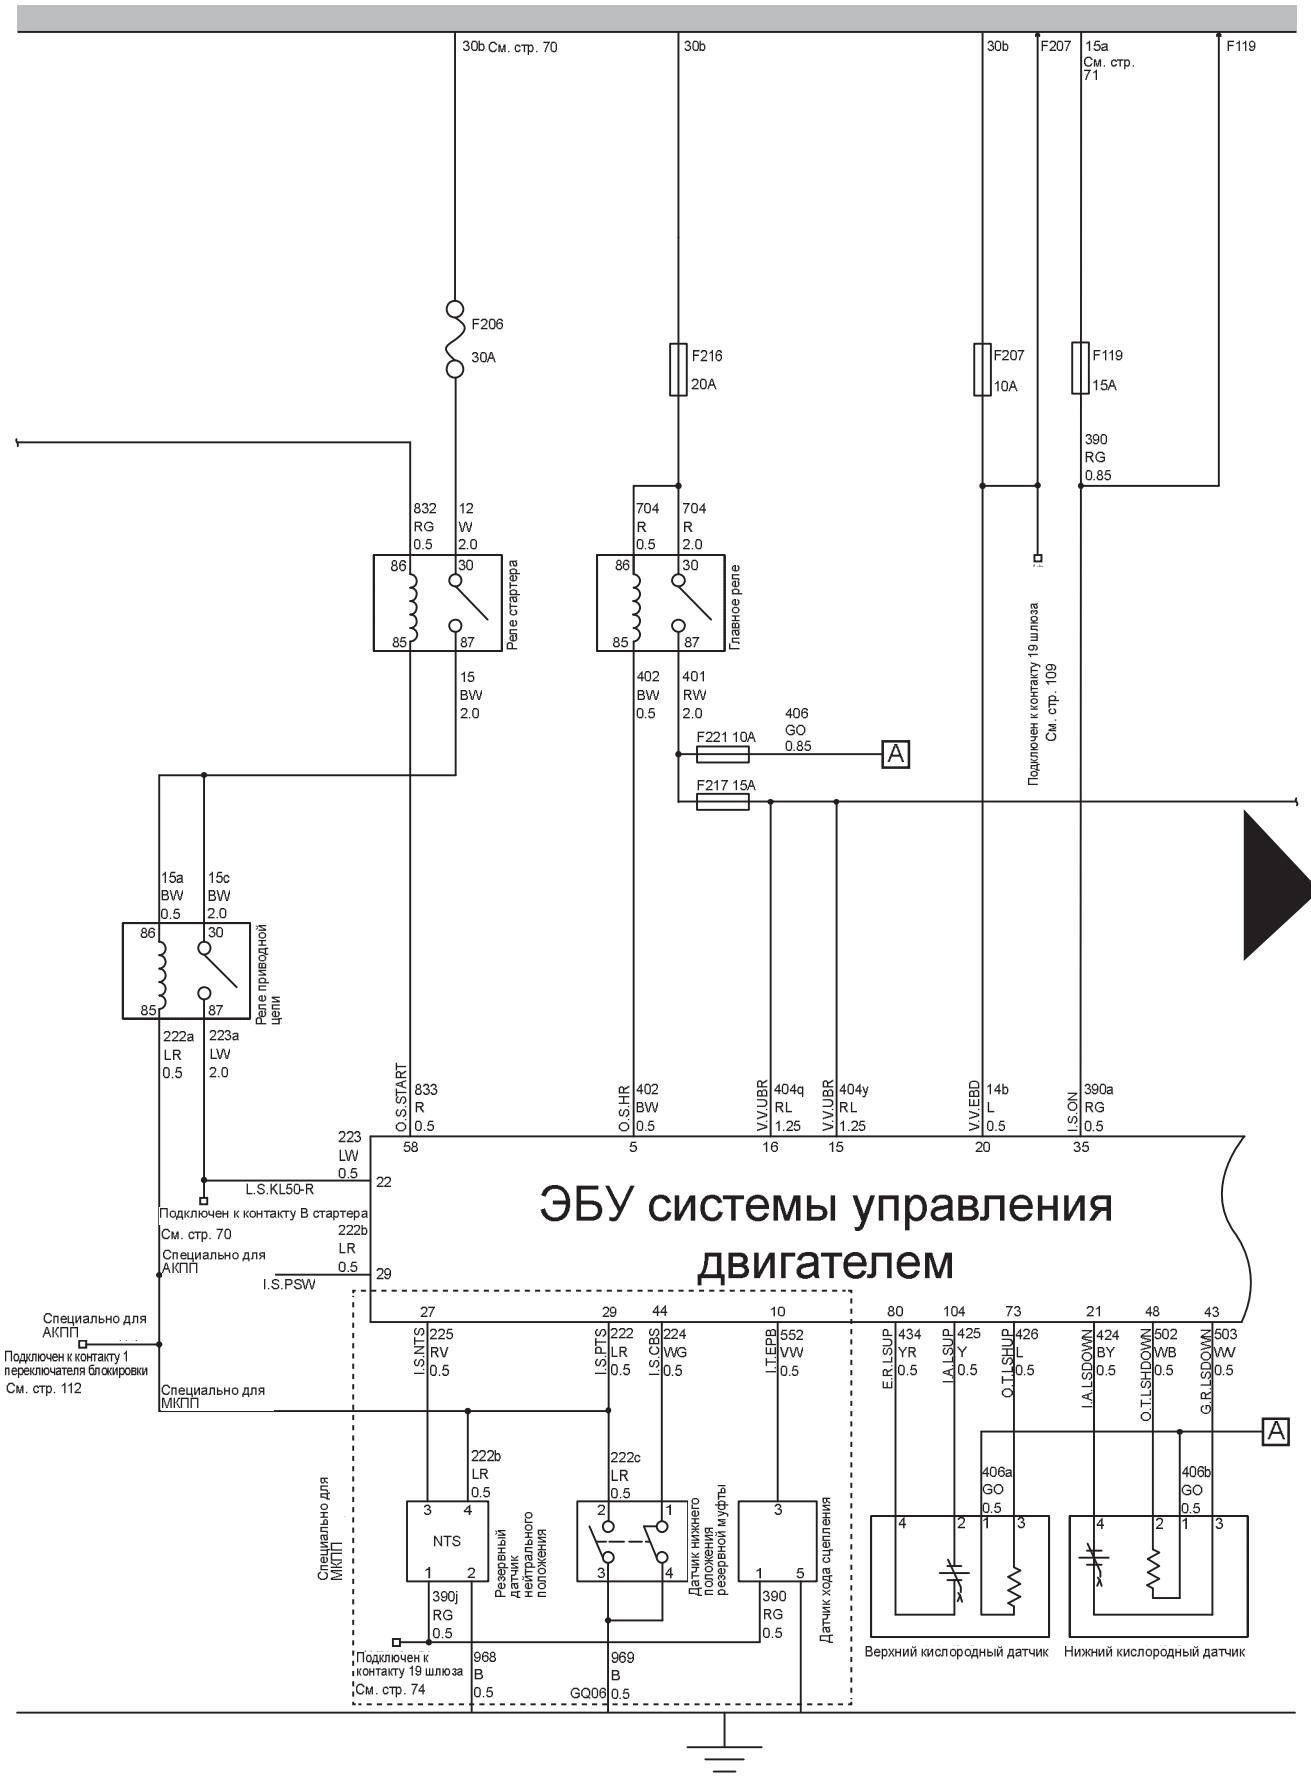 30b См. стр. 70
30b
30b
F207
15a
См. стр.
71
F119
F206
30A
F216
20A
F207
10A
F119
15A
390
RG
0.85
832
RG
0.5
12
W
2.0
704
R
0.5
704
R
2.0
86
30
85
87
Реле стартера
86
30
85
87
Главное реле
Подключен к контакту 19 шлюза
См. стр. 109
15
BW
2.0
402
BW
0.5
401
RW
2.0
F221 10A
406
GO
0.85
A
F217 15A
15a
BW
0.5
15c
BW
2.0
86
30
85
87
Реле приводной
цепи
222a
LR
0.5
223a
LW
2.0
O.S.START
833
R
0.5
O.S.HR
402
BW
0.5
V.V.UBR
404q
RL
1.25
V.V.UBR
404y
RL
1.25
V.V.EBD
14b
L
0.5
I.S.ON
390a
RG
0.5
58
5
16
15
20
35
223
LW
0.5
L.S.KL50-R
22
Подключен к контакту B стартера
См. стр. 70
ЭБУ системы управления
двигателем
Специально для
АКПП
222b
LR
0.5
I.S.PSW
29
Специально для
АКПП
Подключен к контакту 1
переключателя блокировки
См. стр. 112
Специально для
МКПП
27
29
44
10
80
104
73
21
48
43
I.S.NTS
225
RV
0.5
I.S.PTS
222
LR
0.5
I.S.CBS
224
WG
0.5
I.T.EPB
552
VW
0.5
E.R.LSUP
434
YR
0.5
I.A.LSUP
425
Y
0.5
O.T.LSHUP
426
L
0.5
I.A.LSDOWN
424
BY
0.5
O.T.LSHDOWN
502
WB
0.5
G.R.LSDOWN
503
WV
0.5
A
222b
LR
0.5
222c
LR
0.5
406a
GO
0.5
406b
GO
0.5
Специально для
МКПП
3
4
NTS
1
2
Резервный
датчик
нейтрального
положения
2
1
3
4
Датчик нижнего
положения
резервной муфты
3
1
5
Датчик хода сцепления
4
2
1
3
Верхний кислородный датчик
4
2
1
3
Нижний кислородный датчик
390j
RG
0.5
390
RG
0.5
Подключен к
контакту 19 шлюза
См. стр. 74
968
B
0.5
969
B
GQ06
0.5